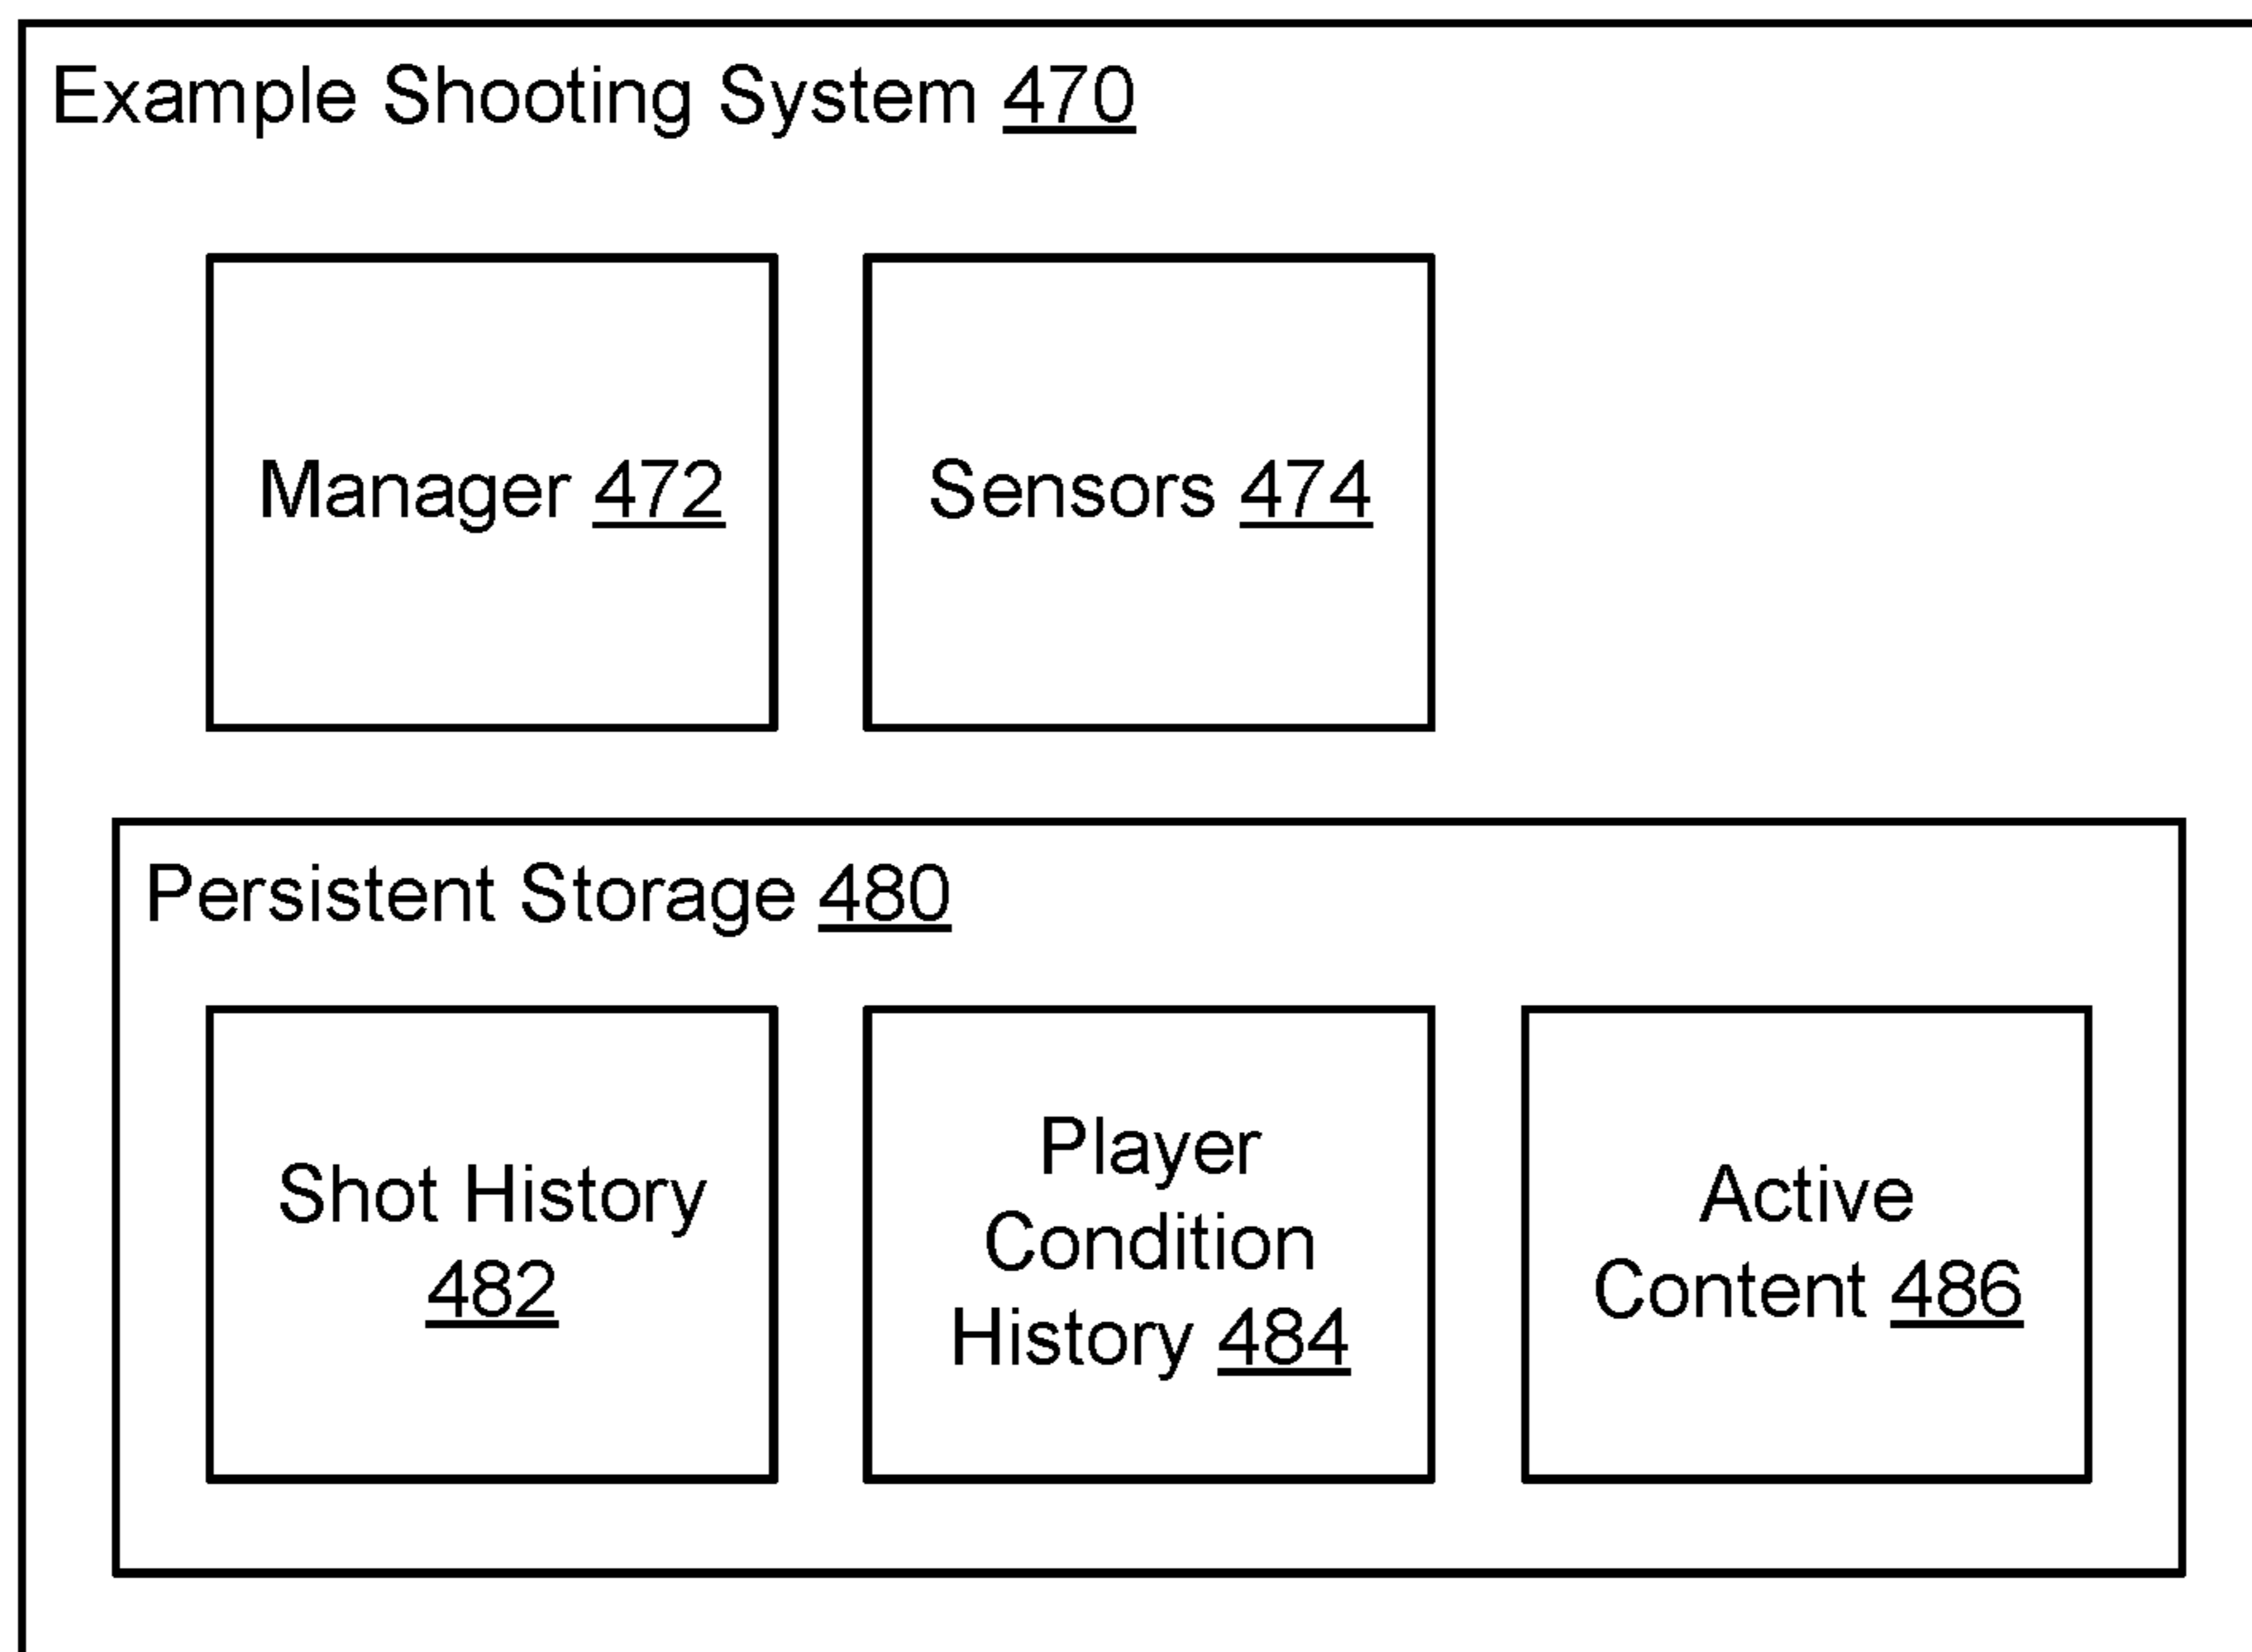 Example Shooting System 470
Manager 472
Sensors 474
Persistent Storage 480
Shot History
482
Player
Condition
History 484
Active
Content 486